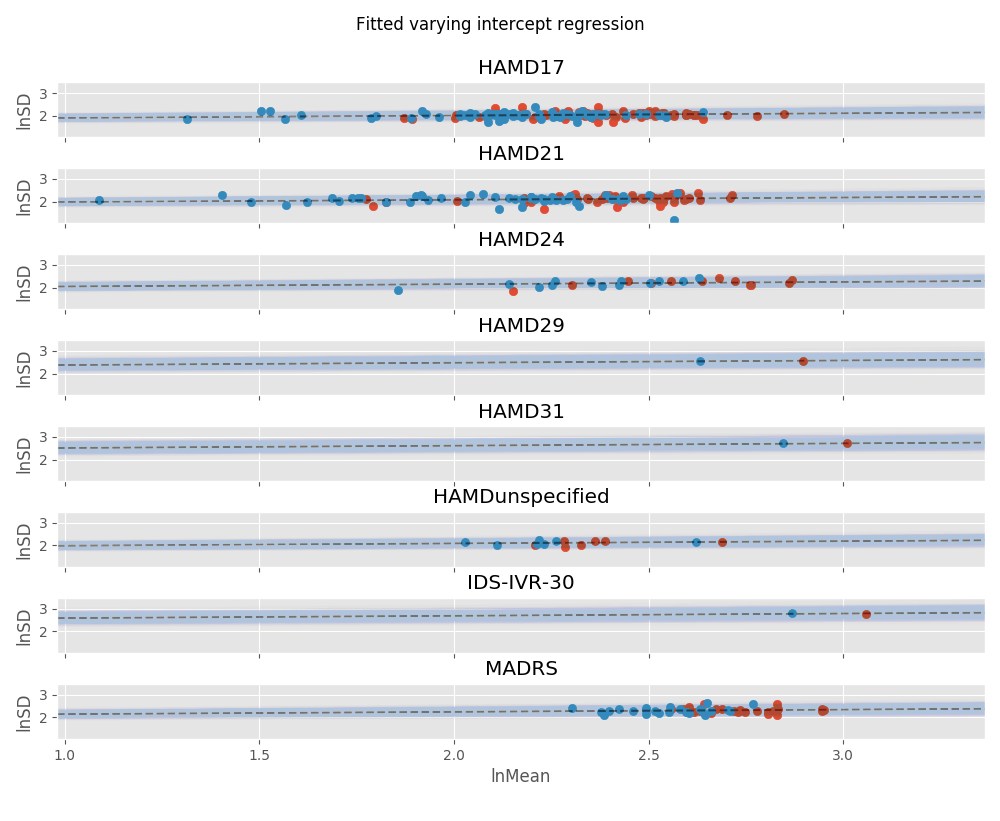 Fitted varying intercept regression
HAMD17
lnSD
3
2
HAMD21
lnSD
3
2
HAMD24
lnSD
3
2
HAMD29
lnSD
3
2
HAMD31
lnSD
3
2
HAMDunspecified
lnSD
3
2
IDS-IVR-30
lnSD
3
2
MADRS
lnSD
3
2
1.0 1.5 2.0 2.5 3.0
lnMean